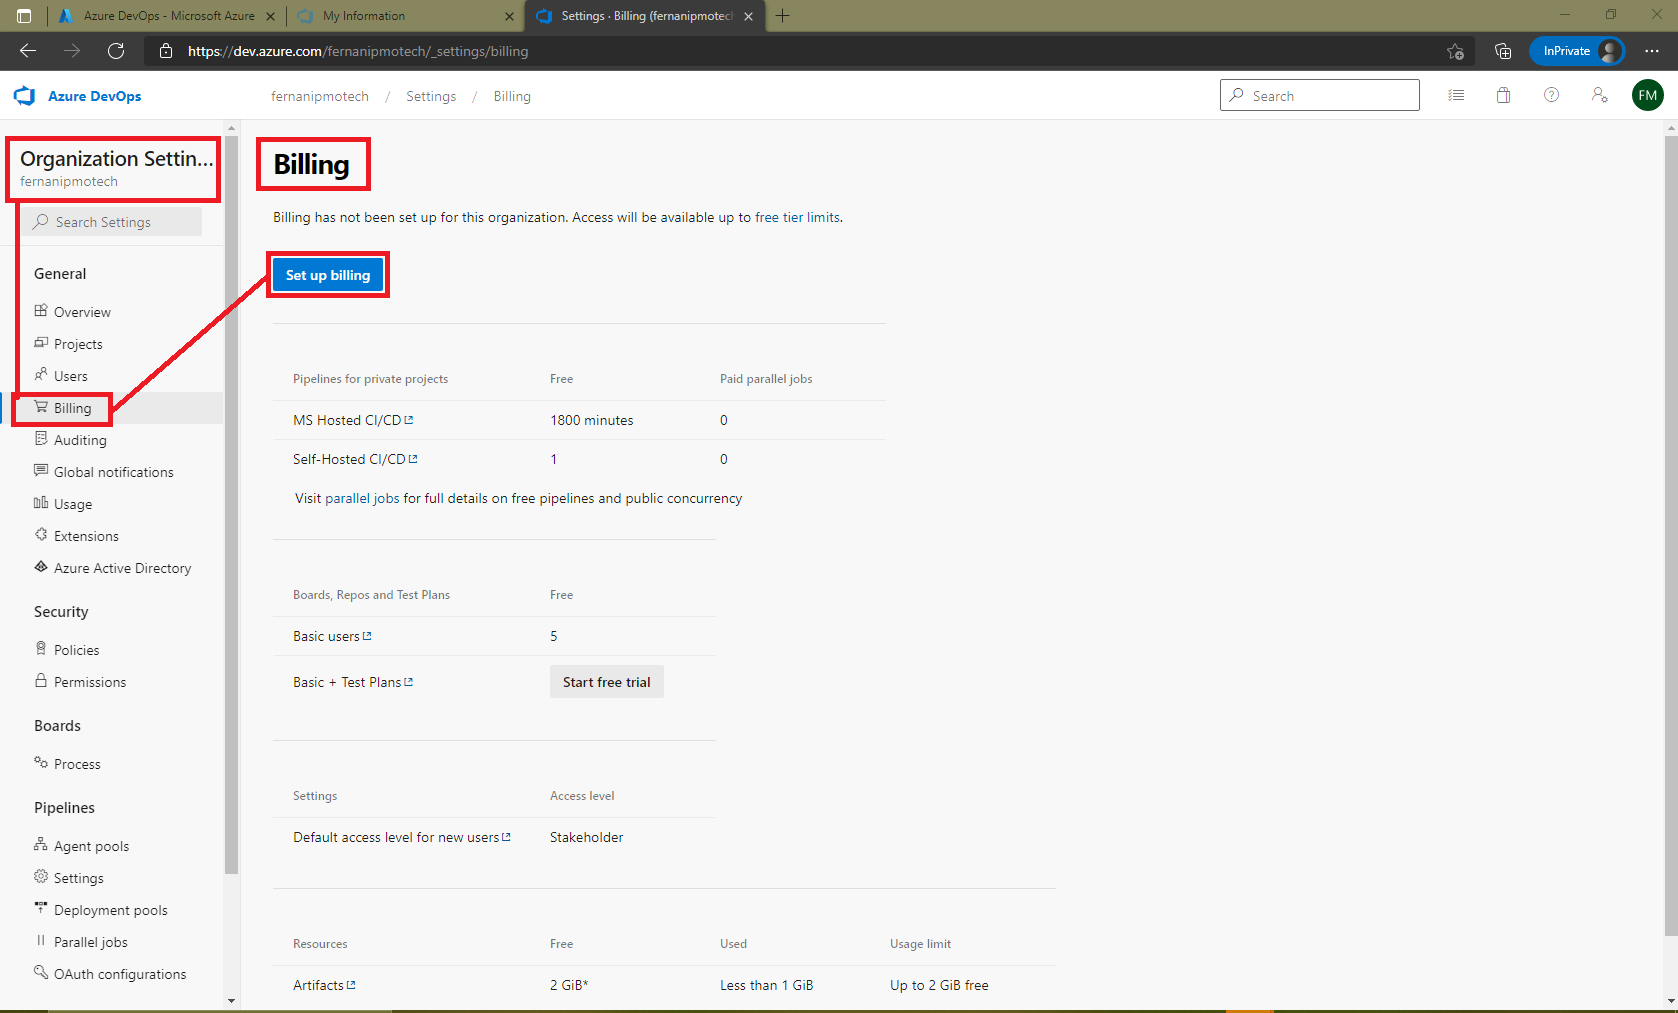 Azure DevOps - Microsoft Azure
My Information
Settings · Billing (fernanipmotech
https://dev.azure.com/fernanipmotech/_settings/billing
InPrivate
Azure DevOps
fernanipmotech / Settings / Billing
Search
FM
Organization Settin...
fernanipmotech
Search Settings
General
Overview
Projects
Users
Billing
Auditing
Global notifications
Usage
Extensions
Azure Active Directory
Security
Policies
Permissions
Boards
Process
Pipelines
Agent pools
Settings
Deployment pools
Parallel jobs
OAuth configurations
Billing
Billing has not been set up for this organization. Access will be available up to free tier limits.
Set up billing
Pipelines for private projects Free Paid parallel jobs
MS Hosted CI/CD 1800 minutes 0
Self-Hosted CI/CD 1 0
Visit parallel jobs for full details on free pipelines and public concurrency
Boards, Repos and Test Plans Free
Basic users 5
Basic + Test Plans Start free trial
Settings Access level
Default access level for new users Stakeholder
Resources Free Used Usage limit
Artifacts 2 GiB* Less than 1 GiB Up to 2 GiB free